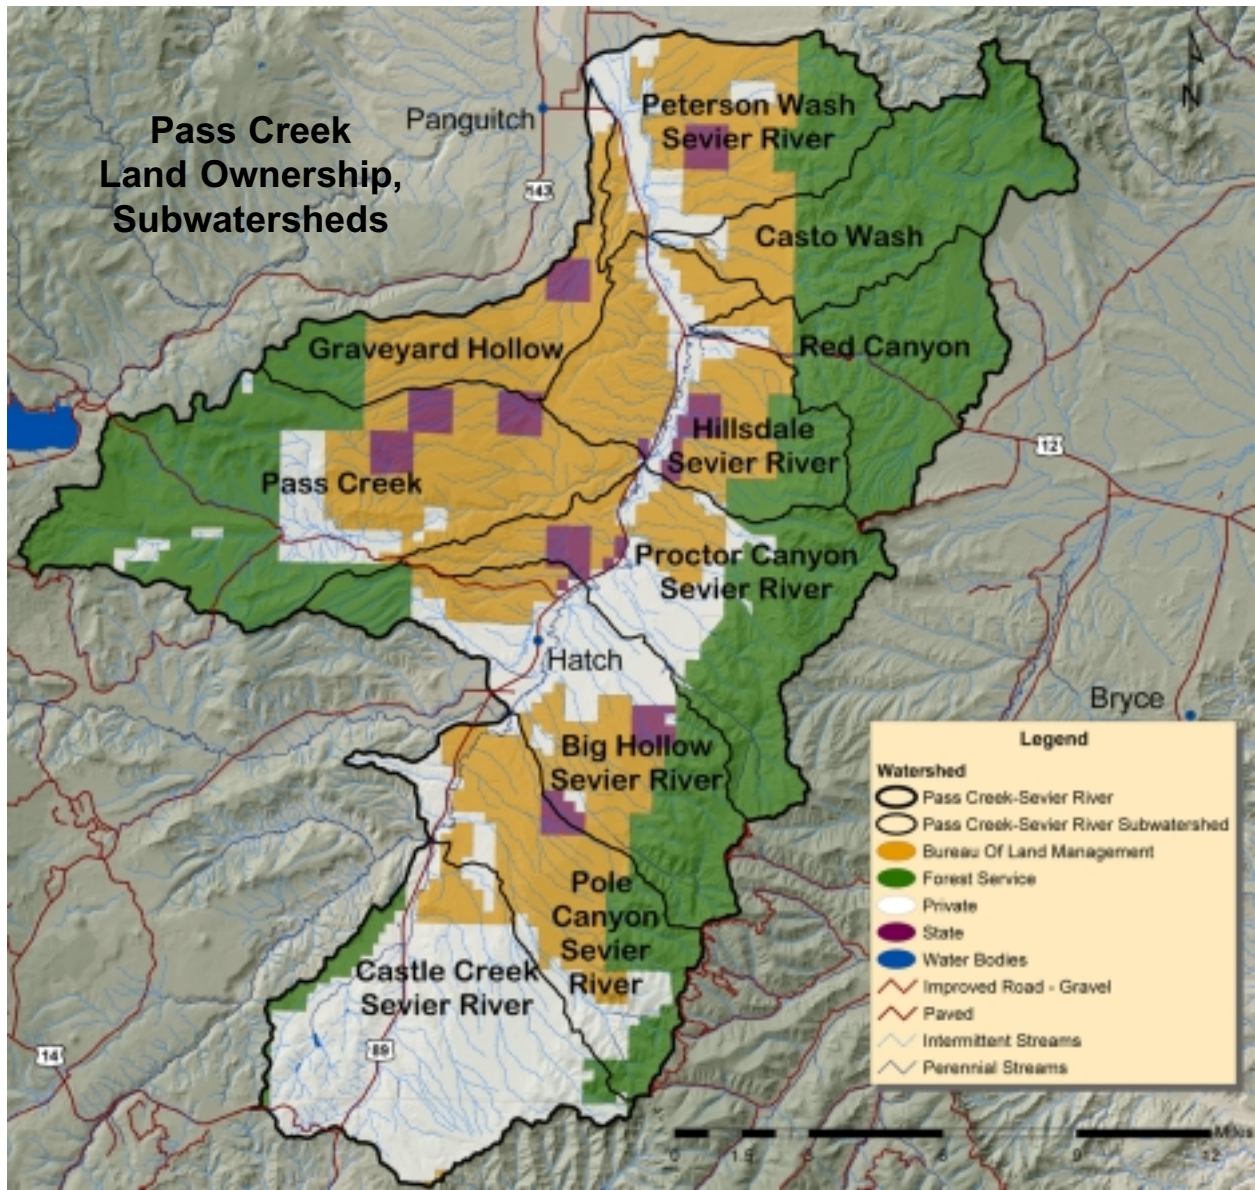 Pass Creek
Land Ownership,
Subwatersheds
Panguitch
143
Peterson Wash
Sevier River
Casto Wash
Graveyard Hollow
Red Canyon
Hillsdale
Sevier River
12
Pass Creek
Proctor Canyon
Sevier River
Hatch
Bryce
Big Hollow
Sevier River
Pole
Canyon
Sevier
River
Castle Creek
Sevier River
14
89
N
Legend
Watershed
Pass Creek-Sevier River
Pass Creek-Sevier River Subwatershed
Bureau Of Land Management
Forest Service
Private
State
Water Bodies
Improved Road - Gravel
Paved
Intermittent Streams
Perennial Streams
Miles
0 1.5 3 6 9 12